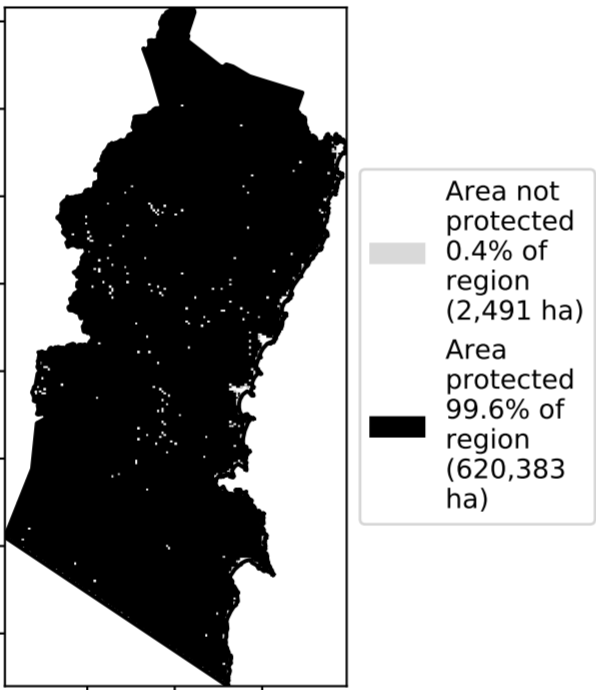 Area not
protected
0.4% of
region
(2,491 ha)
Area
protected
99.6% of
region
(620,383
ha)